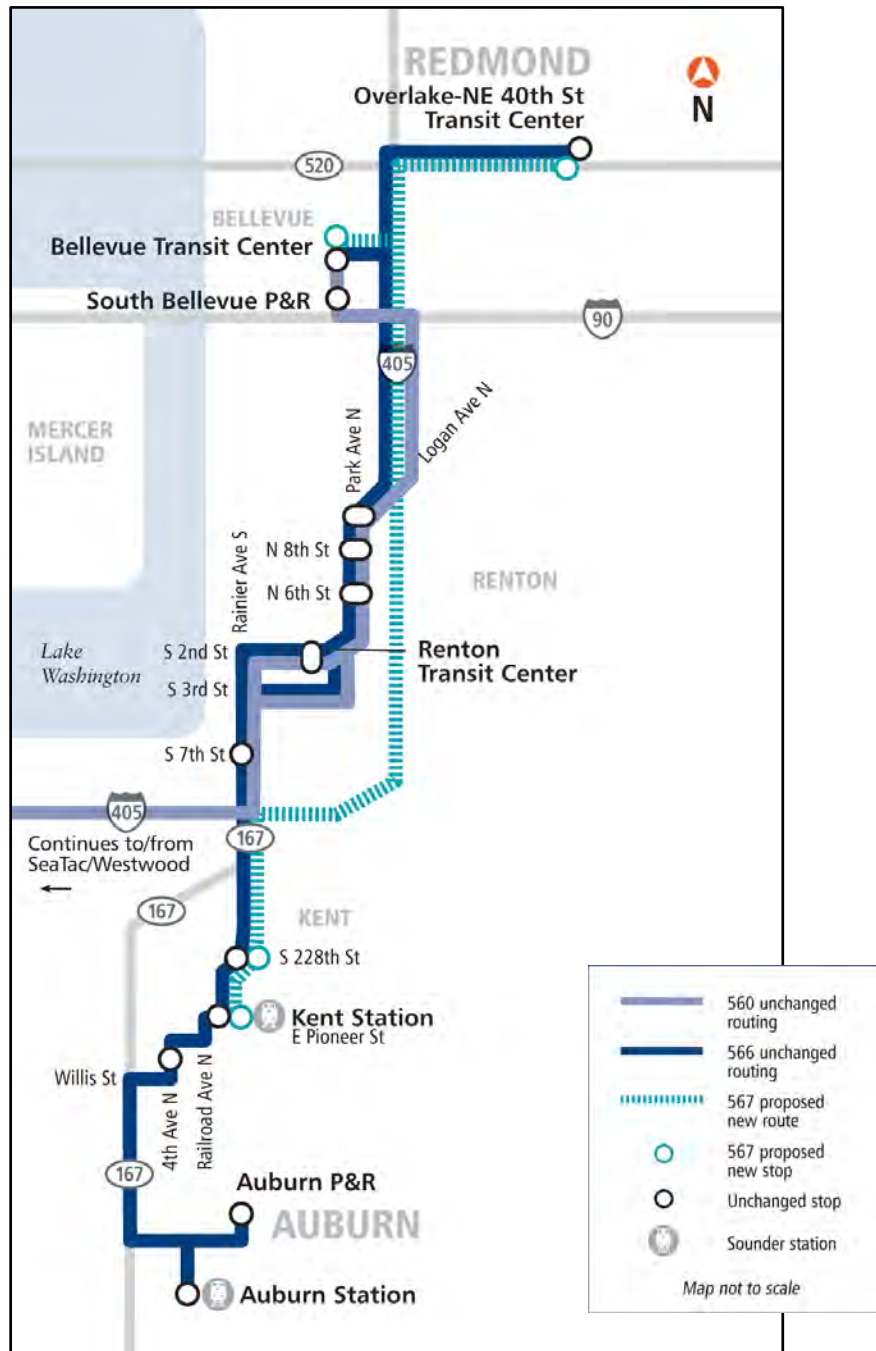 REDMOND
Overlake-NE 40th St
Transit Center
N
520
BELLEVUE
Bellevue Transit Center
South Bellevue P&R
90
405
Logan Ave N
MERCER
ISLAND
Park Ave N
Rainier Ave S
N 8th St
N 6th St
RENTON
Lake
Washington
S 2nd St
Renton
Transit Center
S 3rd St
S 7th St
405
167
Continues to/from
SeaTac/Westwood
167
KENT
S 228th St
Kent Station
E Pioneer St
Willis St
4th Ave N
Railroad Ave N
167
Auburn P&R
AUBURN
Auburn Station
560 unchanged
routing
566 unchanged
routing
567 proposed
new route
567 proposed
new stop
Unchanged stop
Sounder station
Map not to scale